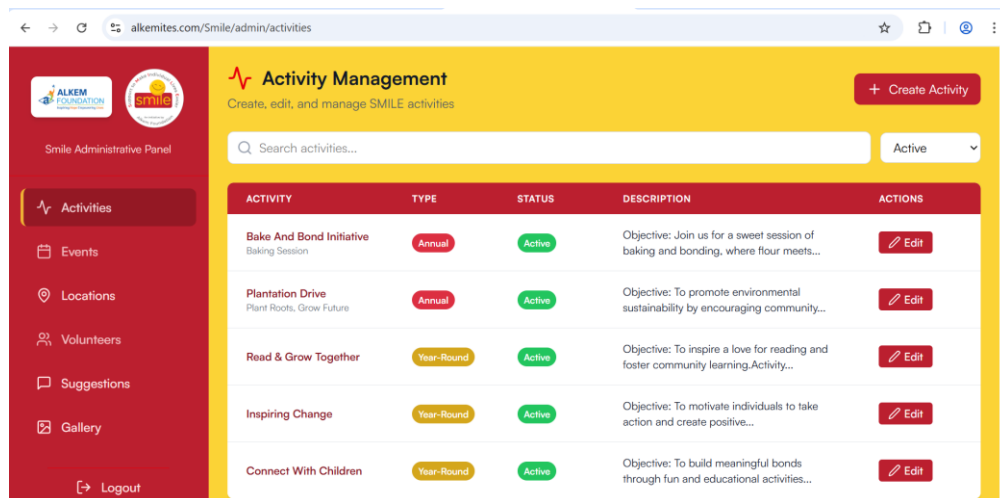 alkemites.com/Smile/admin/activities
ALKEM
FOUNDATION
smile
Smile Administrative Panel
Activities
Events
Locations
Volunteers
Suggestions
Gallery
Logout
Activity Management
Create, edit, and manage SMILE activities
+ Create Activity
Search activities...
Active
ACTIVITY TYPE STATUS DESCRIPTION ACTIONS
Bake And Bond Initiative
Baking Session
Annual
Active
Objective: Join us for a sweet session of
baking and bonding, where flour meets...
Edit
Plantation Drive
Plant Roots, Grow Future
Annual
Active
Objective: To promote environmental
sustainability by encouraging community...
Edit
Read & Grow Together
Year-Round
Active
Objective: To inspire a love for reading and
foster community learning.Activity...
Edit
Inspiring Change
Year-Round
Active
Objective: To motivate individuals to take
action and create positive...
Edit
Connect With Children
Year-Round
Active
Objective: To build meaningful bonds
through fun and educational activities...
Edit